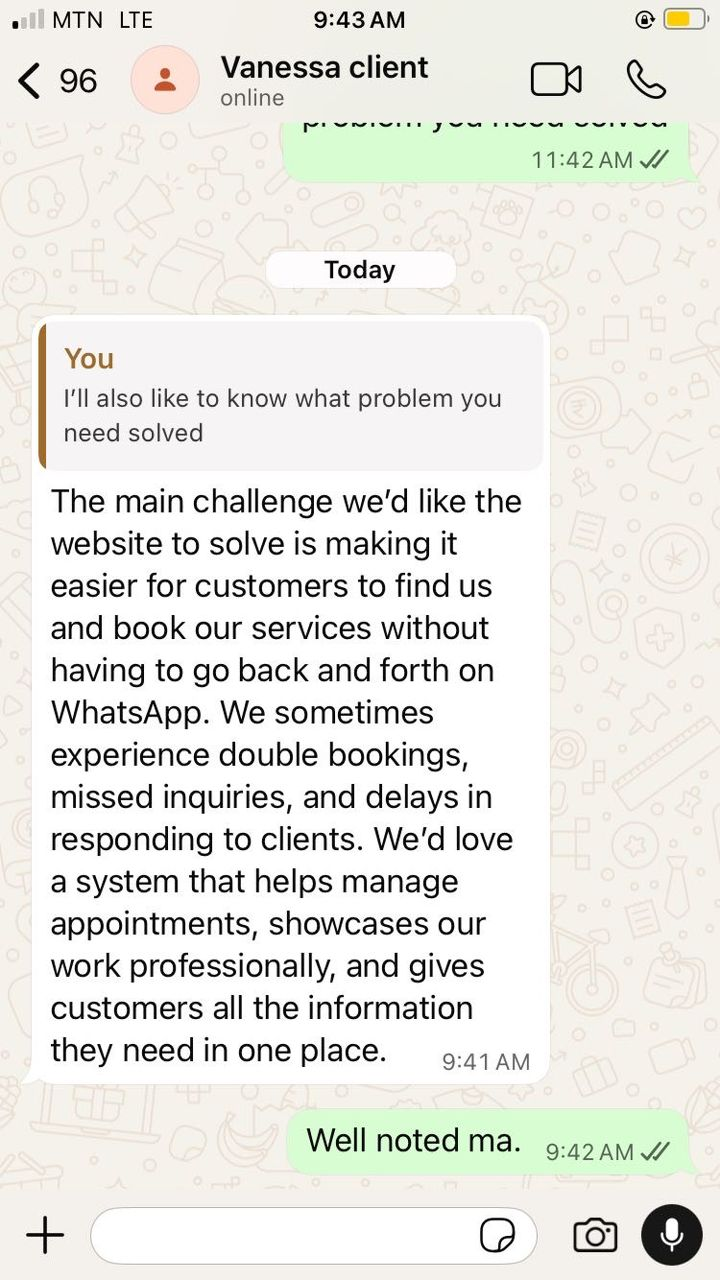 MTN LTE 9:43 AM
96 Vanessa client
online
problem you need solved
11:42 AM
Today
You
I’ll also like to know what problem you
need solved
The main challenge we’d like the
website to solve is making it
easier for customers to find us
and book our services without
having to go back and forth on
WhatsApp. We sometimes
experience double bookings,
missed inquiries, and delays in
responding to clients. We’d love
a system that helps manage
appointments, showcases our
work professionally, and gives
customers all the information
they need in one place. 9:41 AM
Well noted ma. 9:42 AM